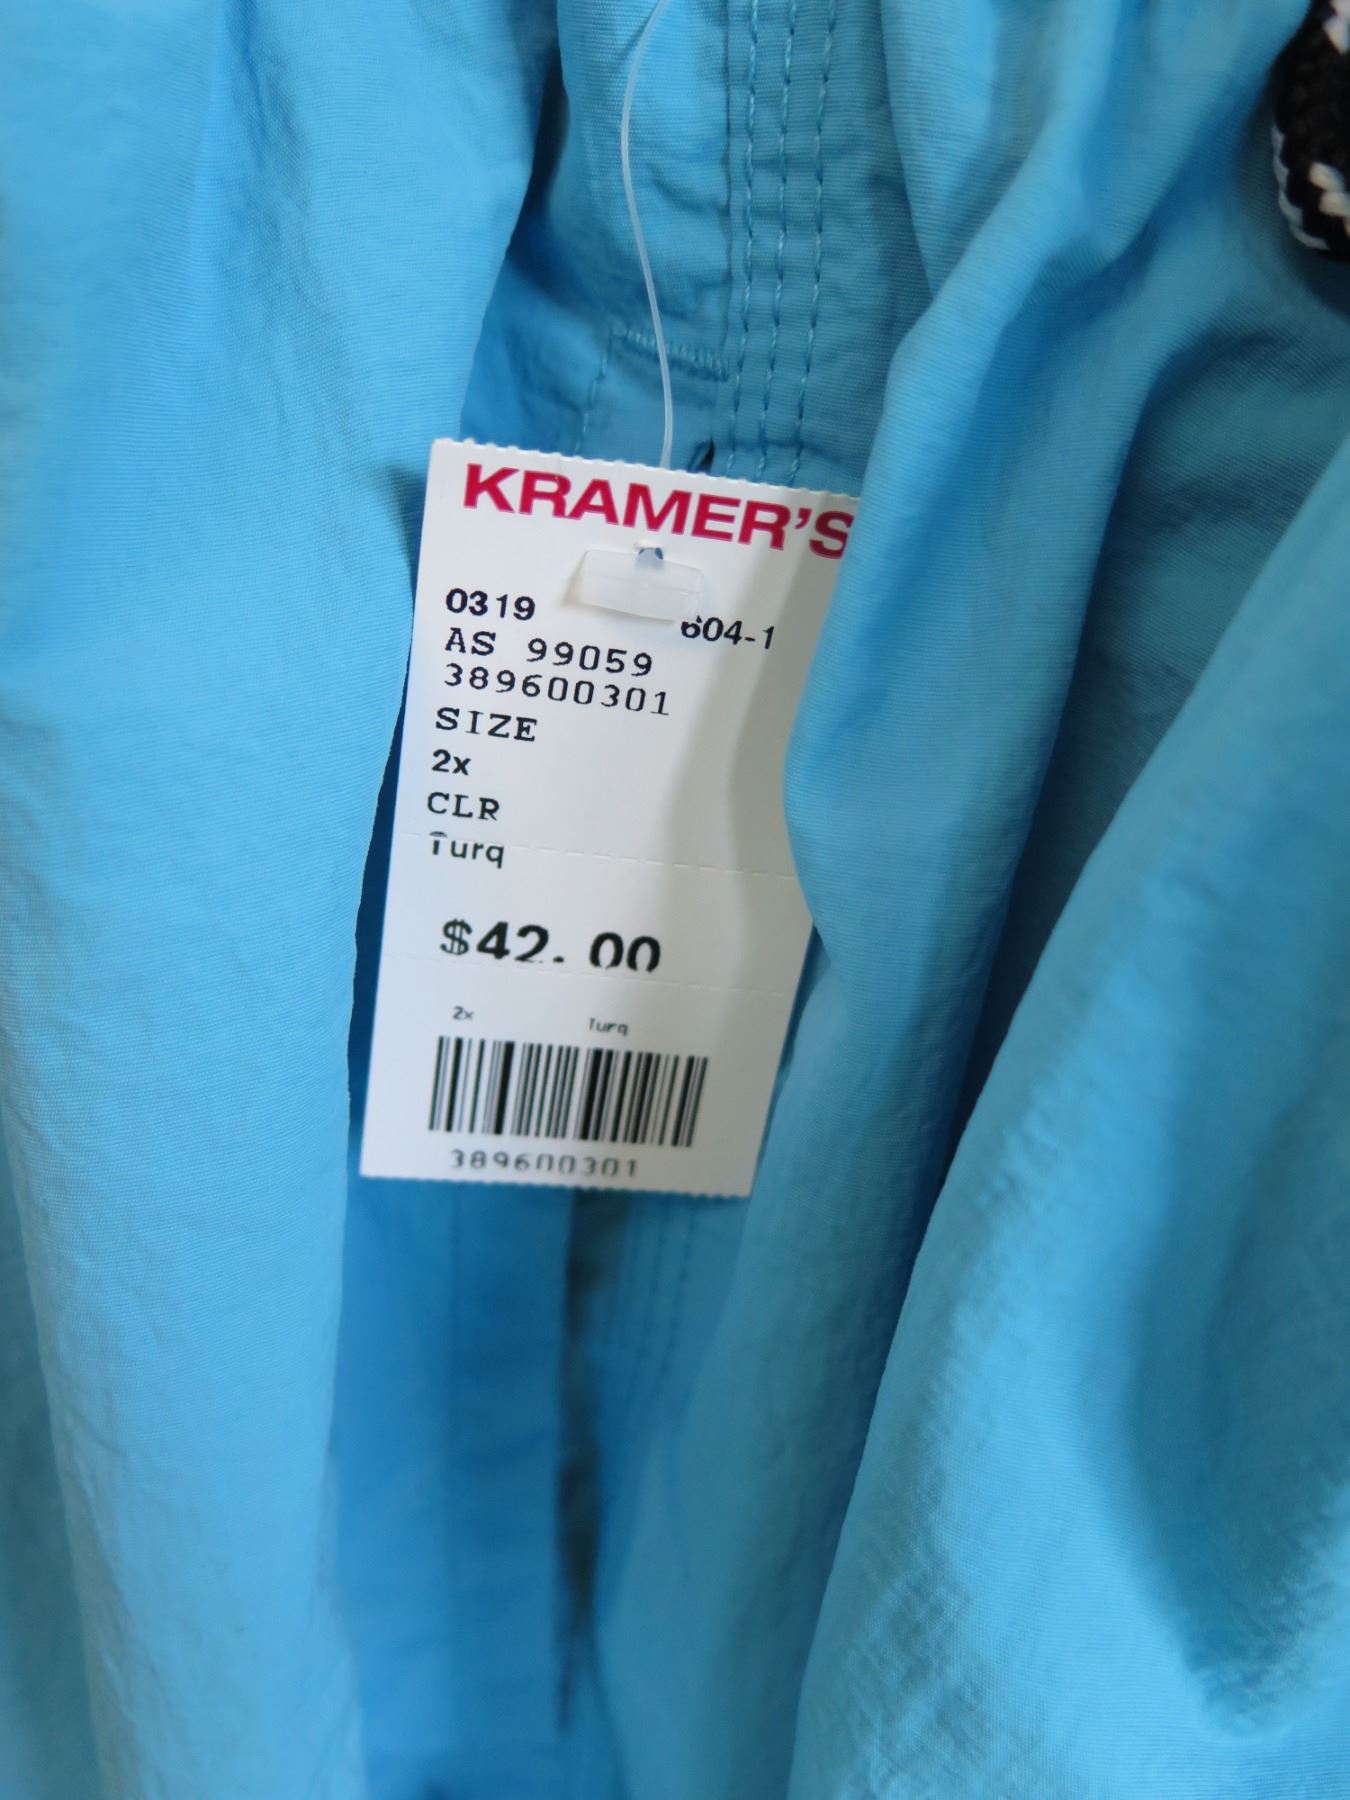 KRAMER'S
0319 604-1
AS 99059
389600301
SIZE
2x
CLR
Turq
$42.00
2x Turq
389600301